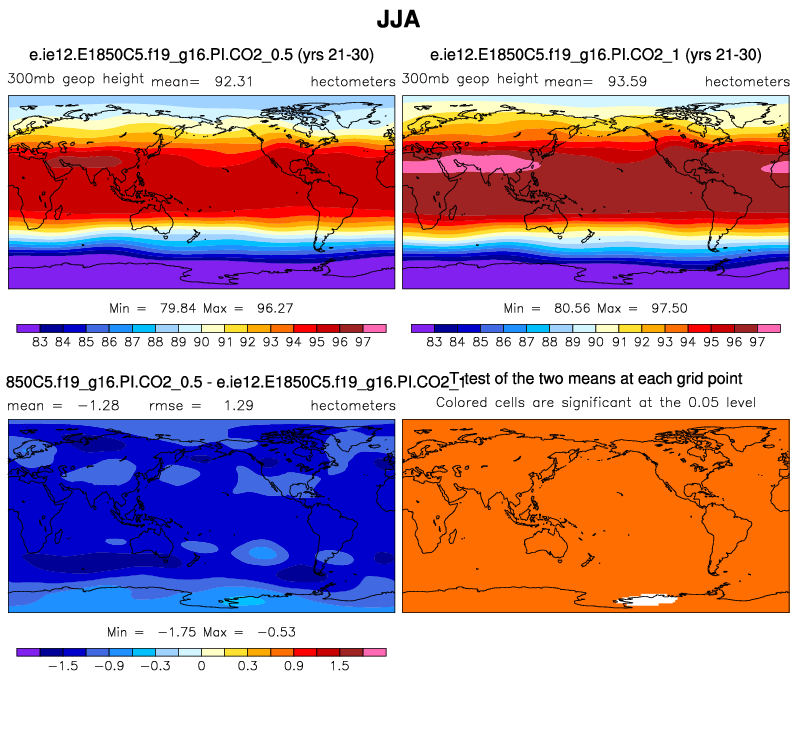 JJA
e.ie12.E1850C5.f19_g16.PI.CO2_0.5 (yrs 21-30)
300mb geop height mean= 92.31 hectometers
Min = 79.84 Max = 96.27
83 84 85 86 87 88 89 90 91 92 93 94 95 96 97
e.ie12.E1850C5.f19_g16.PI.CO2_1 (yrs 21-30)
300mb geop height mean= 93.59 hectometers
Min = 80.56 Max = 97.50
83 84 85 86 87 88 89 90 91 92 93 94 95 96 97
850C5.f19_g16.PI.CO2_0.5 - e.ie12.E1850C5.f19_g16.PI.CO2_1
mean = −1.28 rmse = 1.29 hectometers
Min = −1.75 Max = −0.53
−1.5 −0.9 −0.3 0 0.3 0.9 1.5
T-test of the two means at each grid point
Colored cells are significant at the 0.05 level